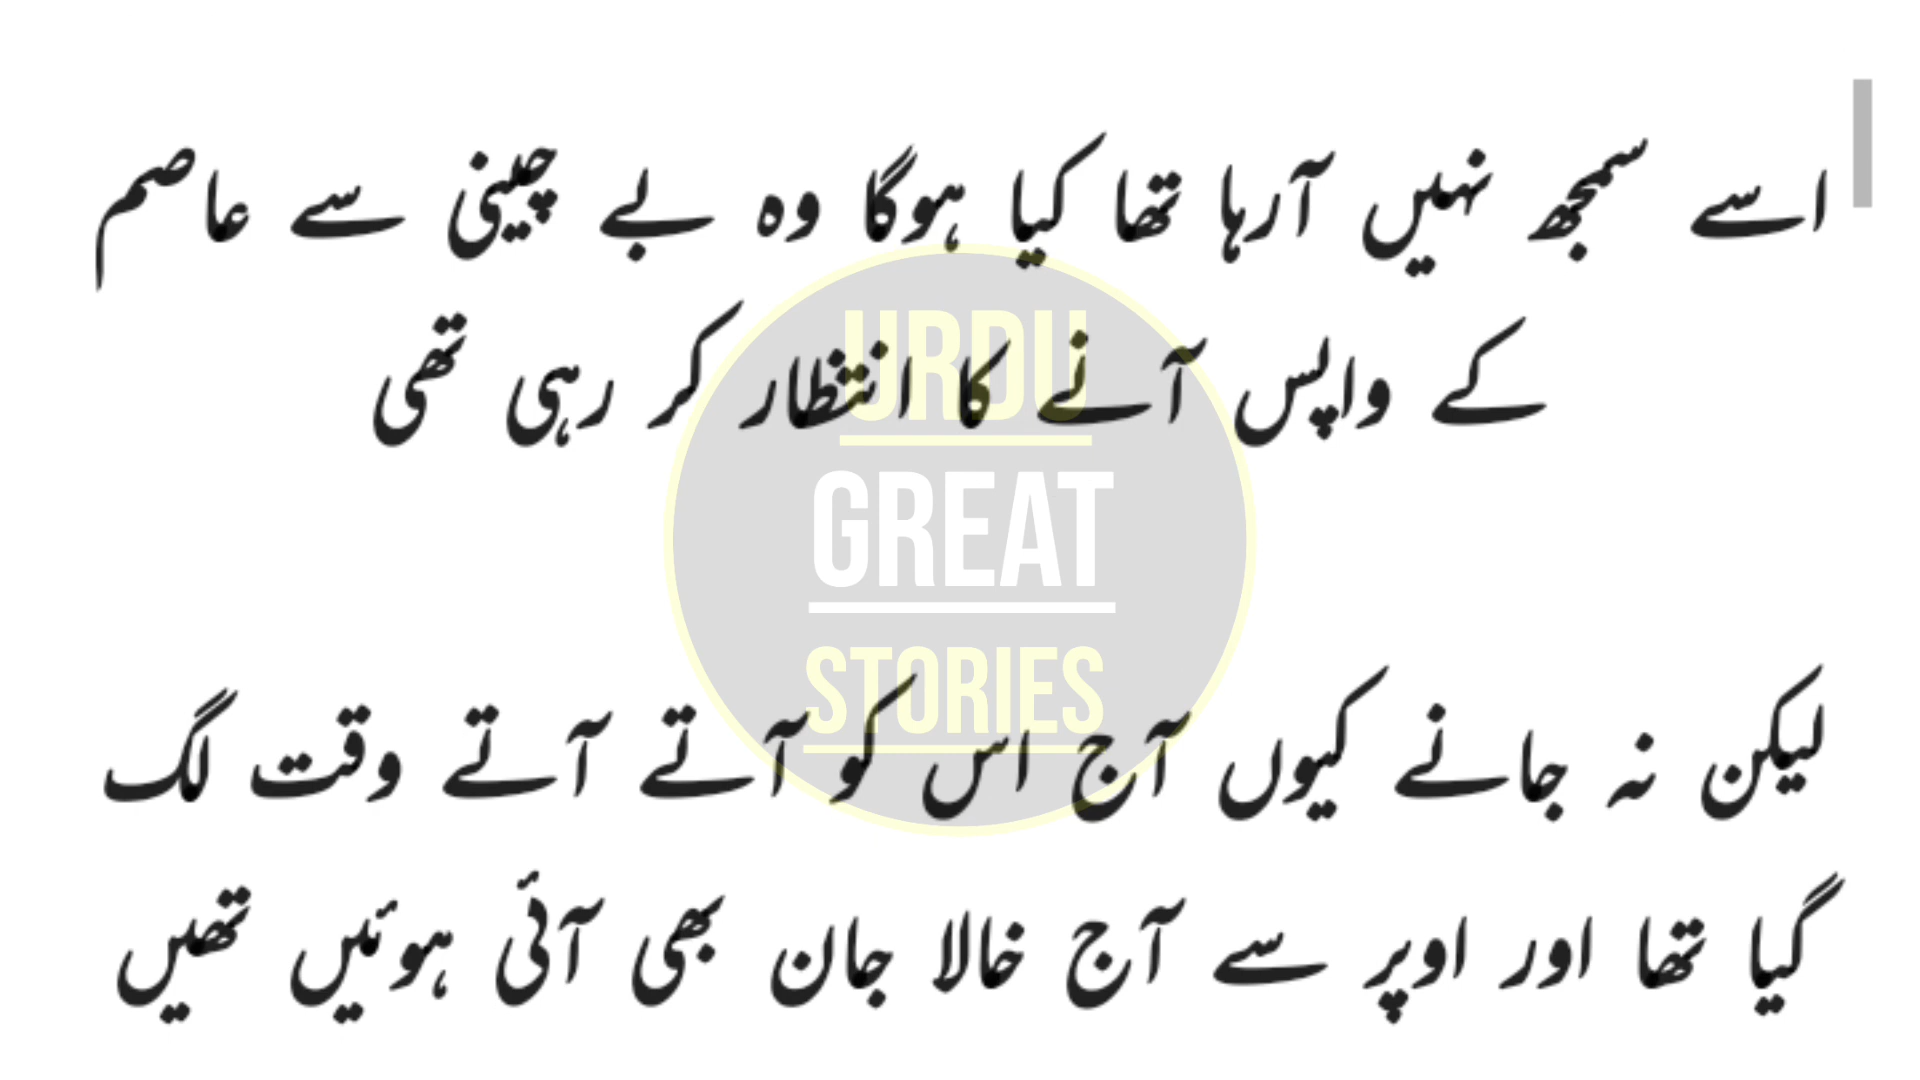 اسے سمجھ نہیں آرہا تھا کیا ہوگا وہ بے چینی سے عاصم
کے واپس آنے کا انتظار کر رہی تھی
URDU
GREAT
STORIES
لیکن نہ جانے کیوں آج اس کو آتے آتے وقت لگ
گیا تھا اور اوپر سے آج خالا جان بھی آئی ہوئیں تھیں